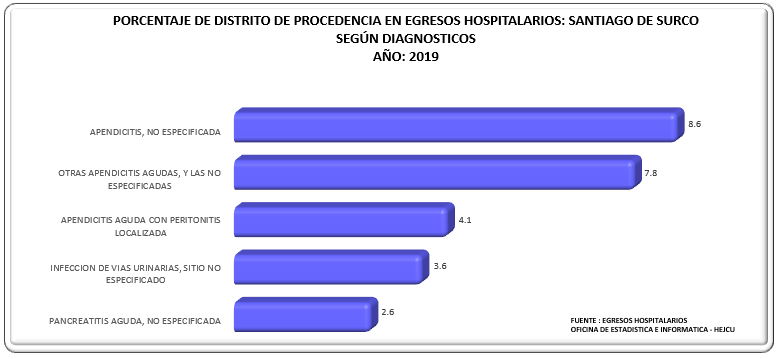 PORCENTAJE DE DISTRITO DE PROCEDENCIA EN EGRESOS HOSPITALARIOS: SANTIAGO DE SURCO
SEGÚN DIAGNOSTICOS
AÑO: 2019
APENDICITIS, NO ESPECIFICADA
8.6
OTRAS APENDICITIS AGUDAS, Y LAS NO
ESPECIFICADAS
7.8
APENDICITIS AGUDA CON PERITONITIS
LOCALIZADA
4.1
INFECCION DE VIAS URINARIAS, SITIO NO
ESPECIFICADO
3.6
PANCREATITIS AGUDA, NO ESPECIFICADA
2.6
FUENTE : EGRESOS HOSPITALARIOS
OFICINA DE ESTADISTICA E INFORMATICA - HEJCU